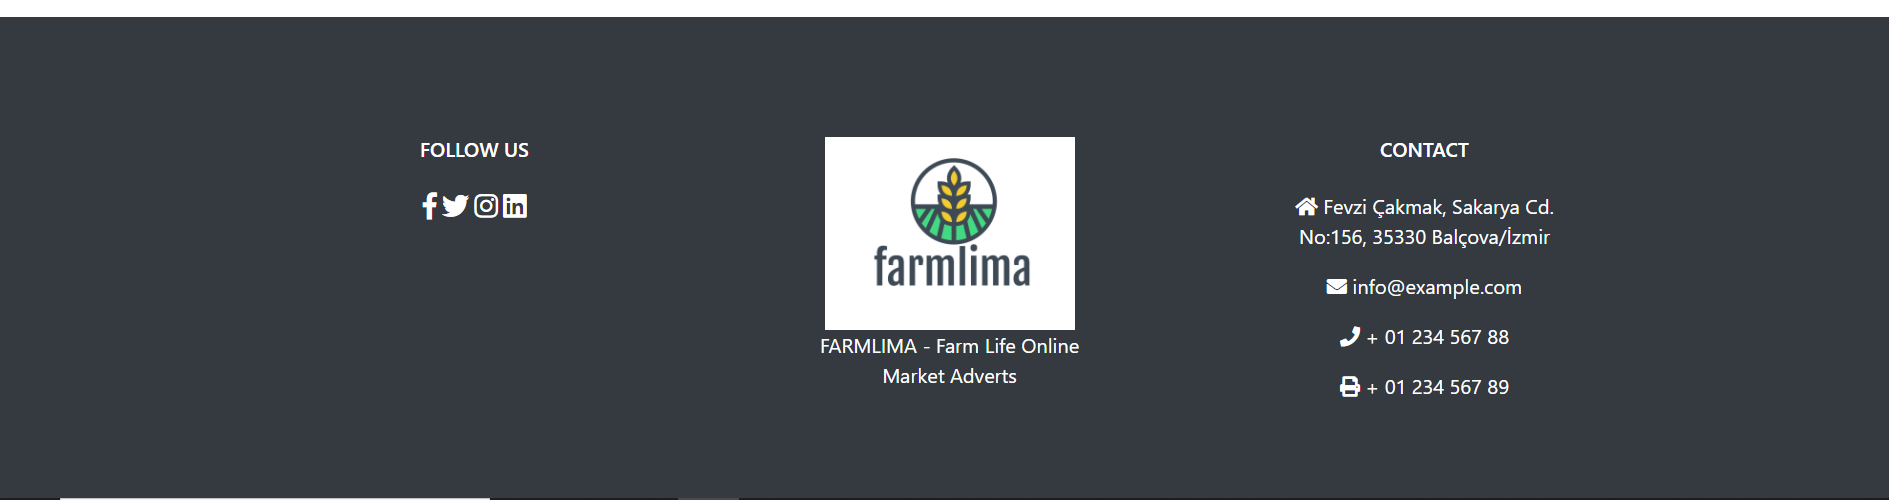 FOLLOW US
farmlima
FARMLIMA - Farm Life Online
Market Adverts
CONTACT
Fevzi Çakmak, Sakarya Cd.
No:156, 35330 Balçova/İzmir
info@example.com
+ 01 234 567 88
+ 01 234 567 89